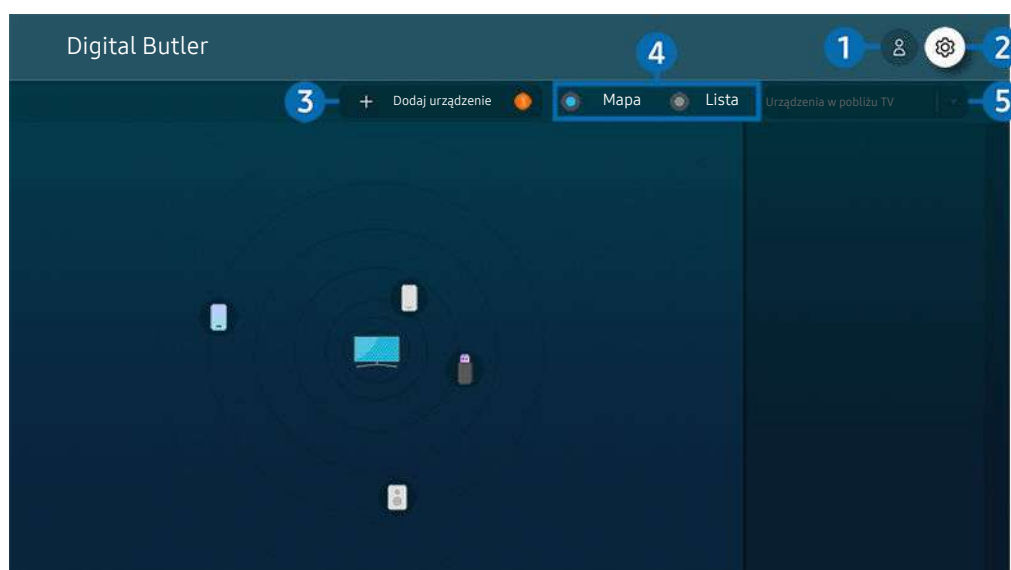 Digital Butler
4
1
2
3
+ Dodaj urządzenie
Mapa
Lista
Urządzenia w pobliżu TV
5